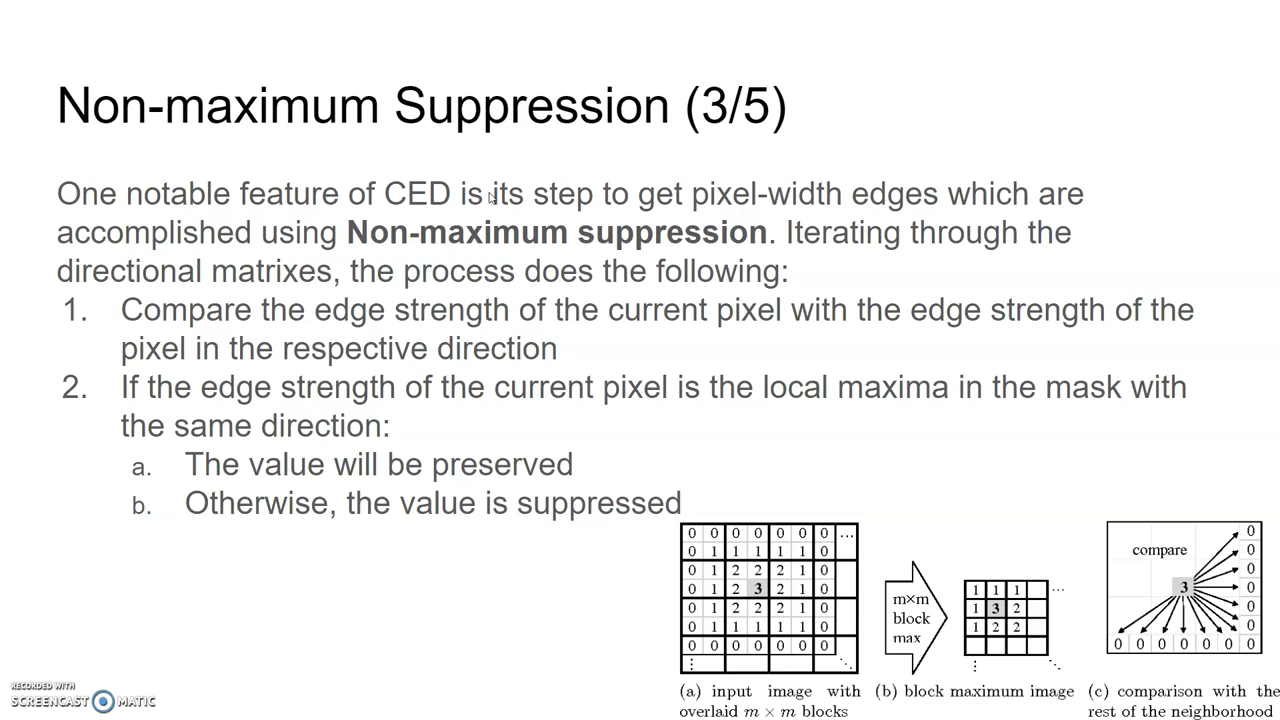 Non-maximum Suppression (3/5)
One notable feature of CED is its step to get pixel-width edges which are
accomplished using Non-maximum suppression. Iterating through the
directional matrixes, the process does the following:
1. Compare the edge strength of the current pixel with the edge strength of the
pixel in the respective direction
2. If the edge strength of the current pixel is the local maxima in the mask with
the same direction:
a. The value will be preserved
b. Otherwise, the value is suppressed
0 0 0 0 0 0 0 ...
0 1 1 1 1 1 0
0 1 2 2 2 1 0
0 1 2 3 2 1 0
0 1 2 2 2 1 0
0 1 1 1 1 1 0
0 0 0 0 0 0 0
(a) input image with
overlaid m × m blocks
m×m
block
max
1 1 1 ...
1 3 2
1 2 2
(b) block maximum image
compare
3
0
0
0
0
0
0
0 0 0 0 0 0 0
(c) comparison with the
rest of the neighborhood
RECORDED WITH
SCREENCAST MATIC